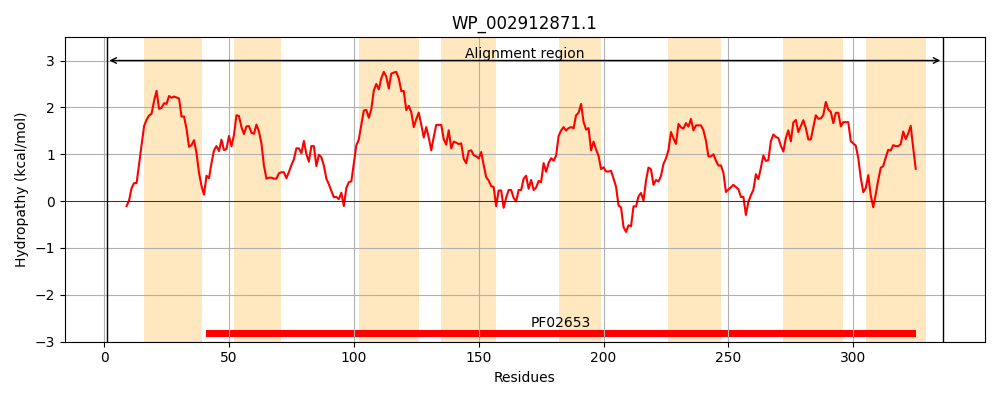 WP_002912871.1
Alignment region
3
2
1
0
−1
−2
−3
Hydropathy (kcal/mol)
PF02653
0
50
100
150
200
250
300
Residues